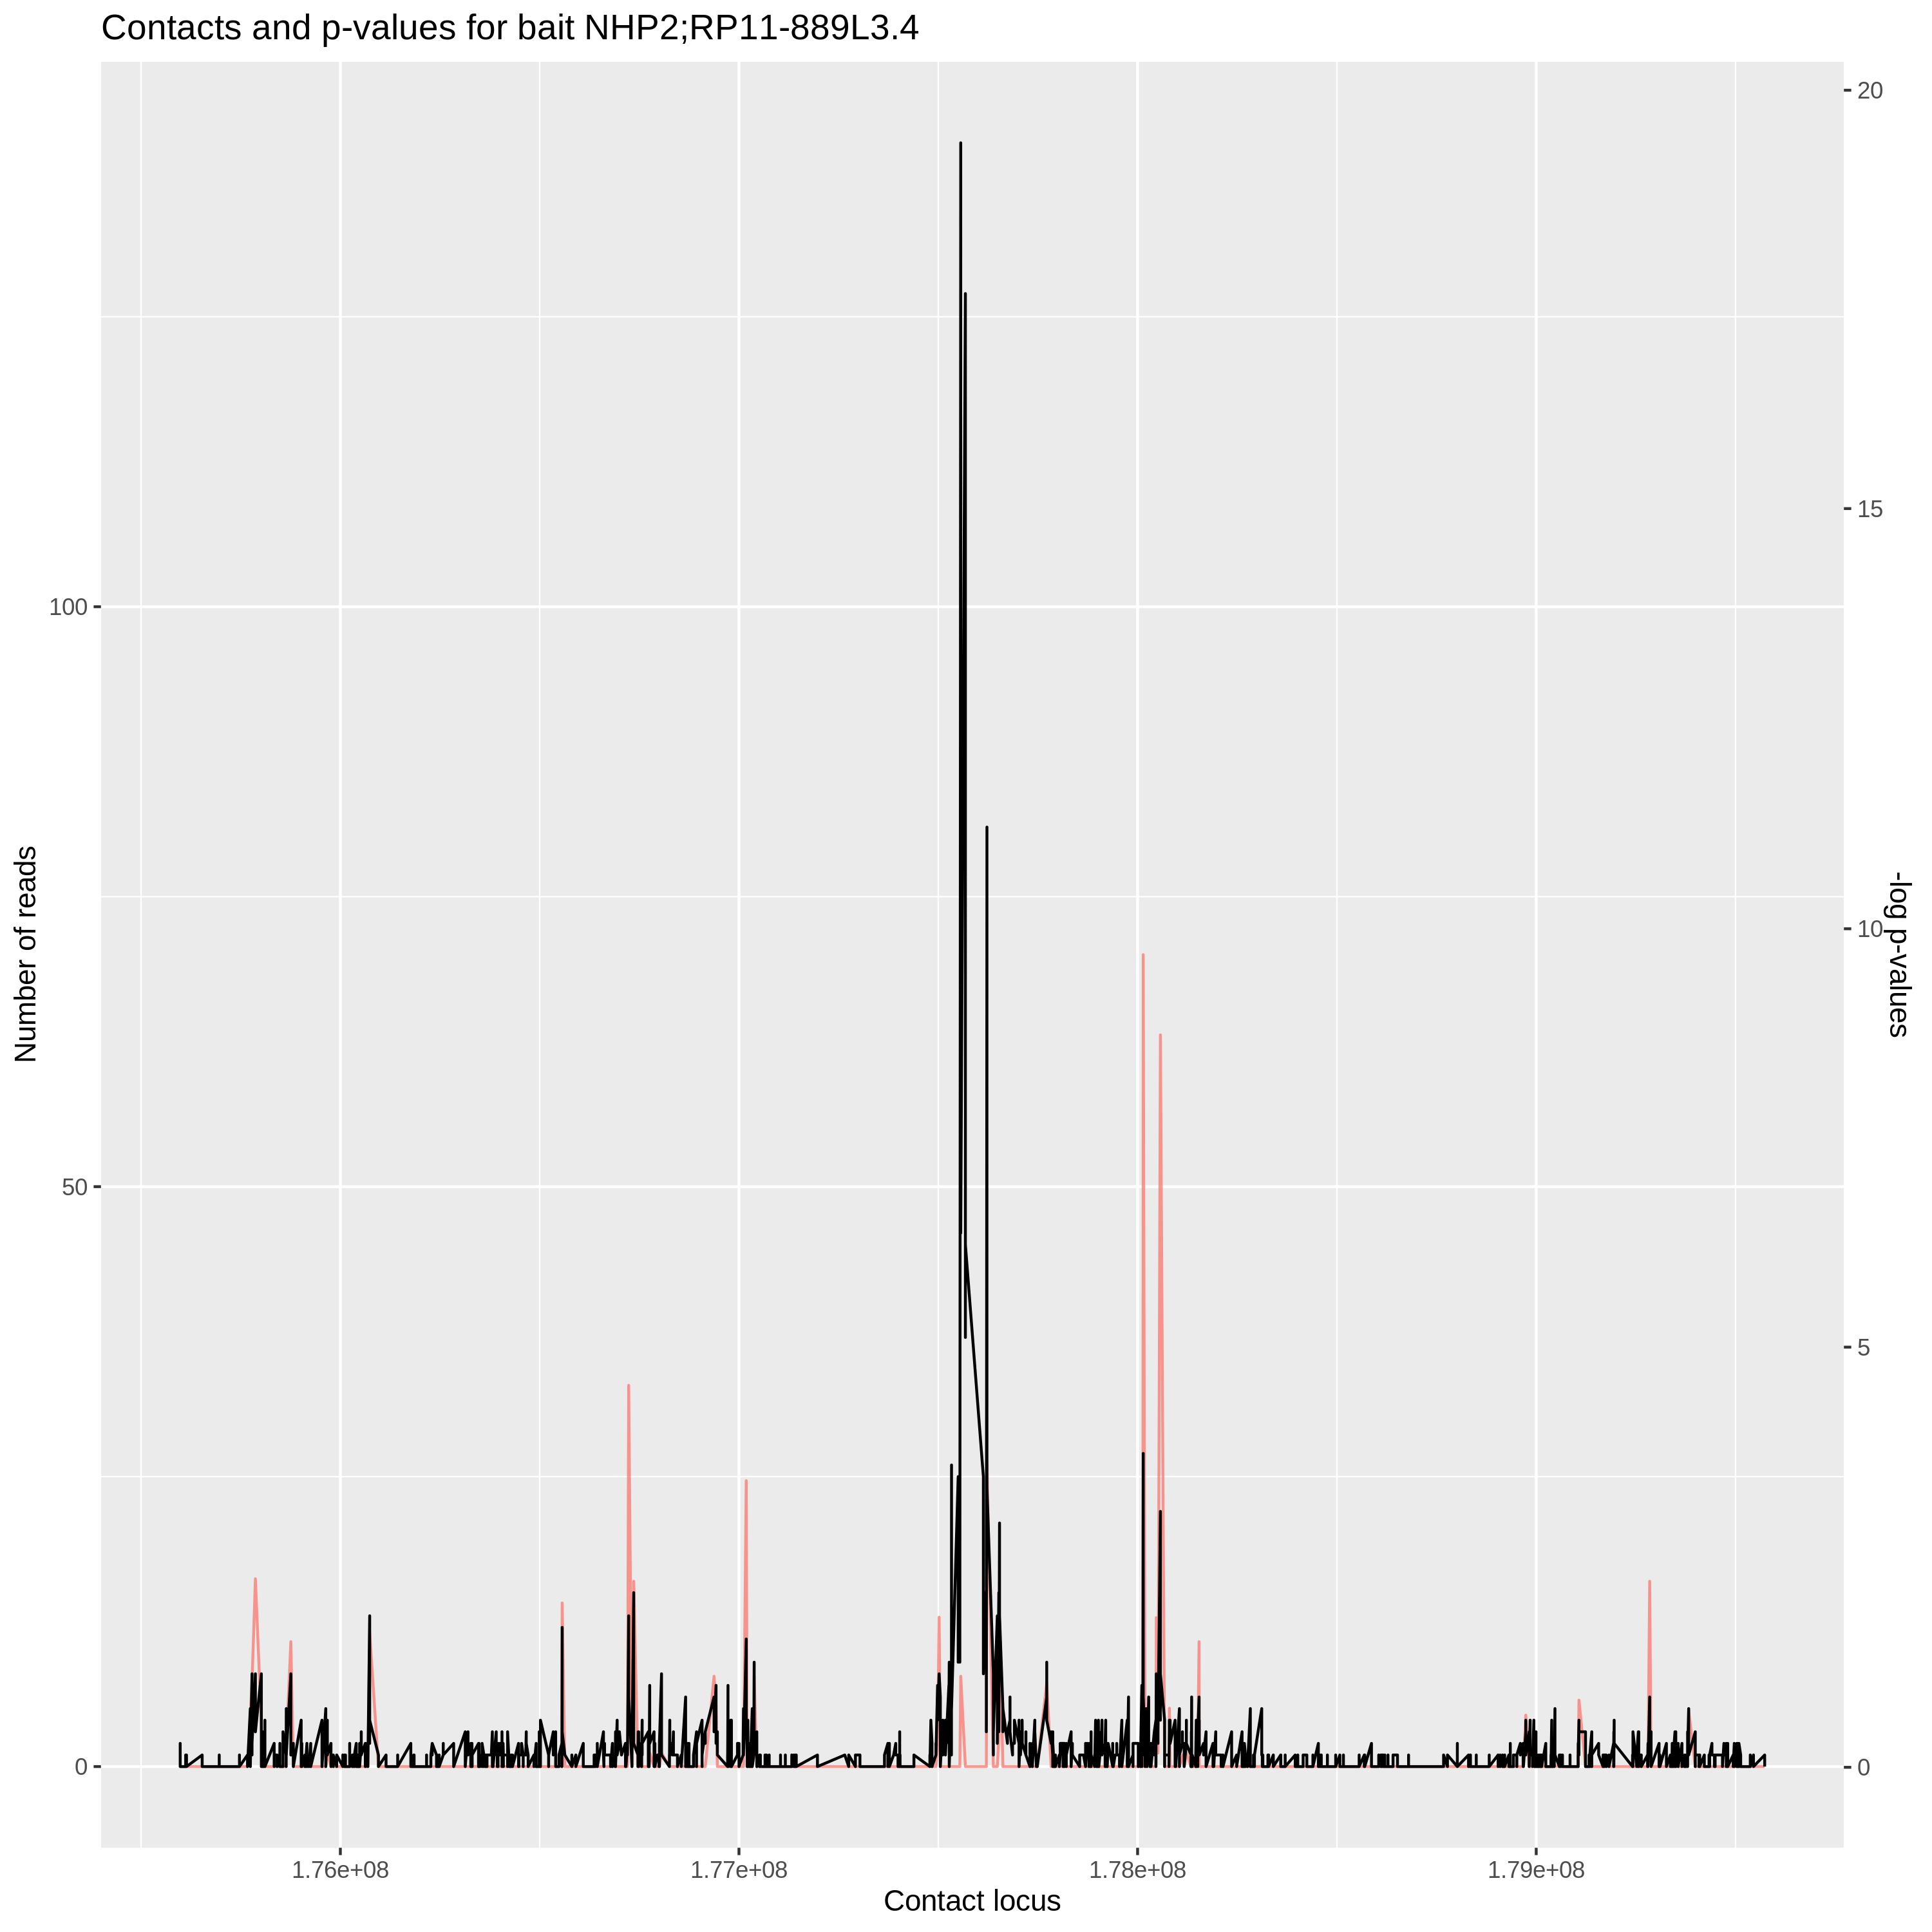 Contacts and p-values for bait NHP2;RP11-889L3.4
Number of reads
100
50
0
20
15
10
5
0
-log p-values
1.76e+08
1.77e+08
1.78e+08
1.79e+08
Contact locus